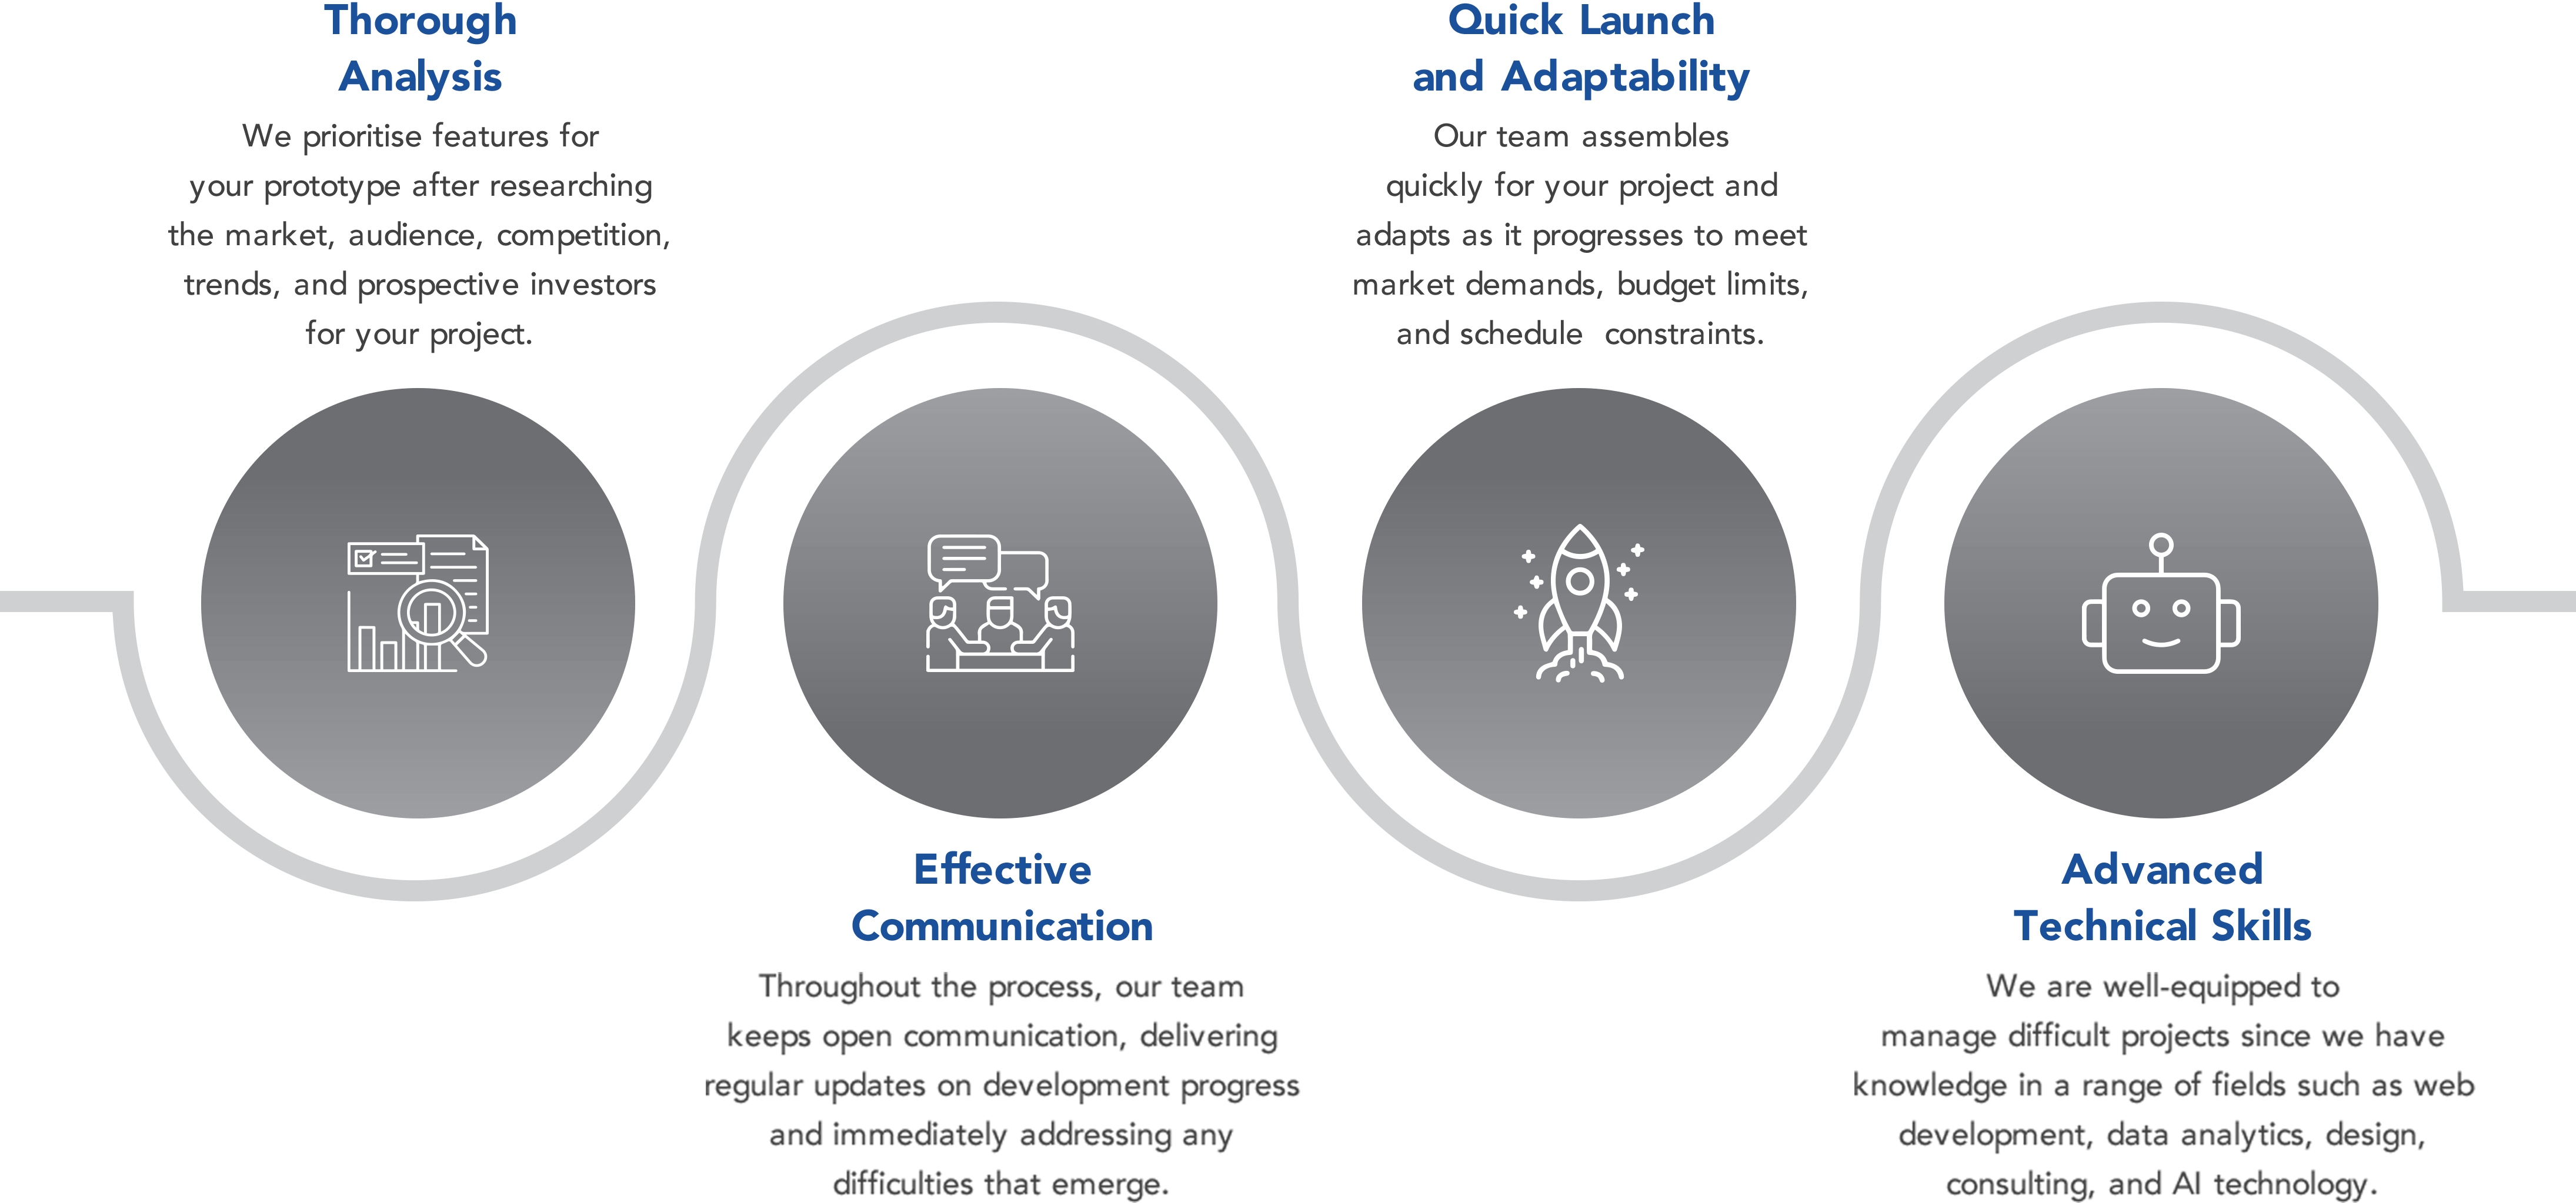 Thorough
Analysis
We prioritise features for
your prototype after researching
the market, audience, competition,
trends, and prospective investors
for your project.
Effective
Communication
Throughout the process, our team
keeps open communication, delivering
regular updates on development progress
and immediately addressing any
difficulties that emerge.
Quick Launch
and Adaptability
Our team assembles
quickly for your project and
adapts as it progresses to meet
market demands, budget limits,
and schedule constraints.
Advanced
Technical Skills
We are well-equipped to
manage difficult projects since we have
knowledge in a range of fields such as web
development, data analytics, design,
consulting, and AI technology.